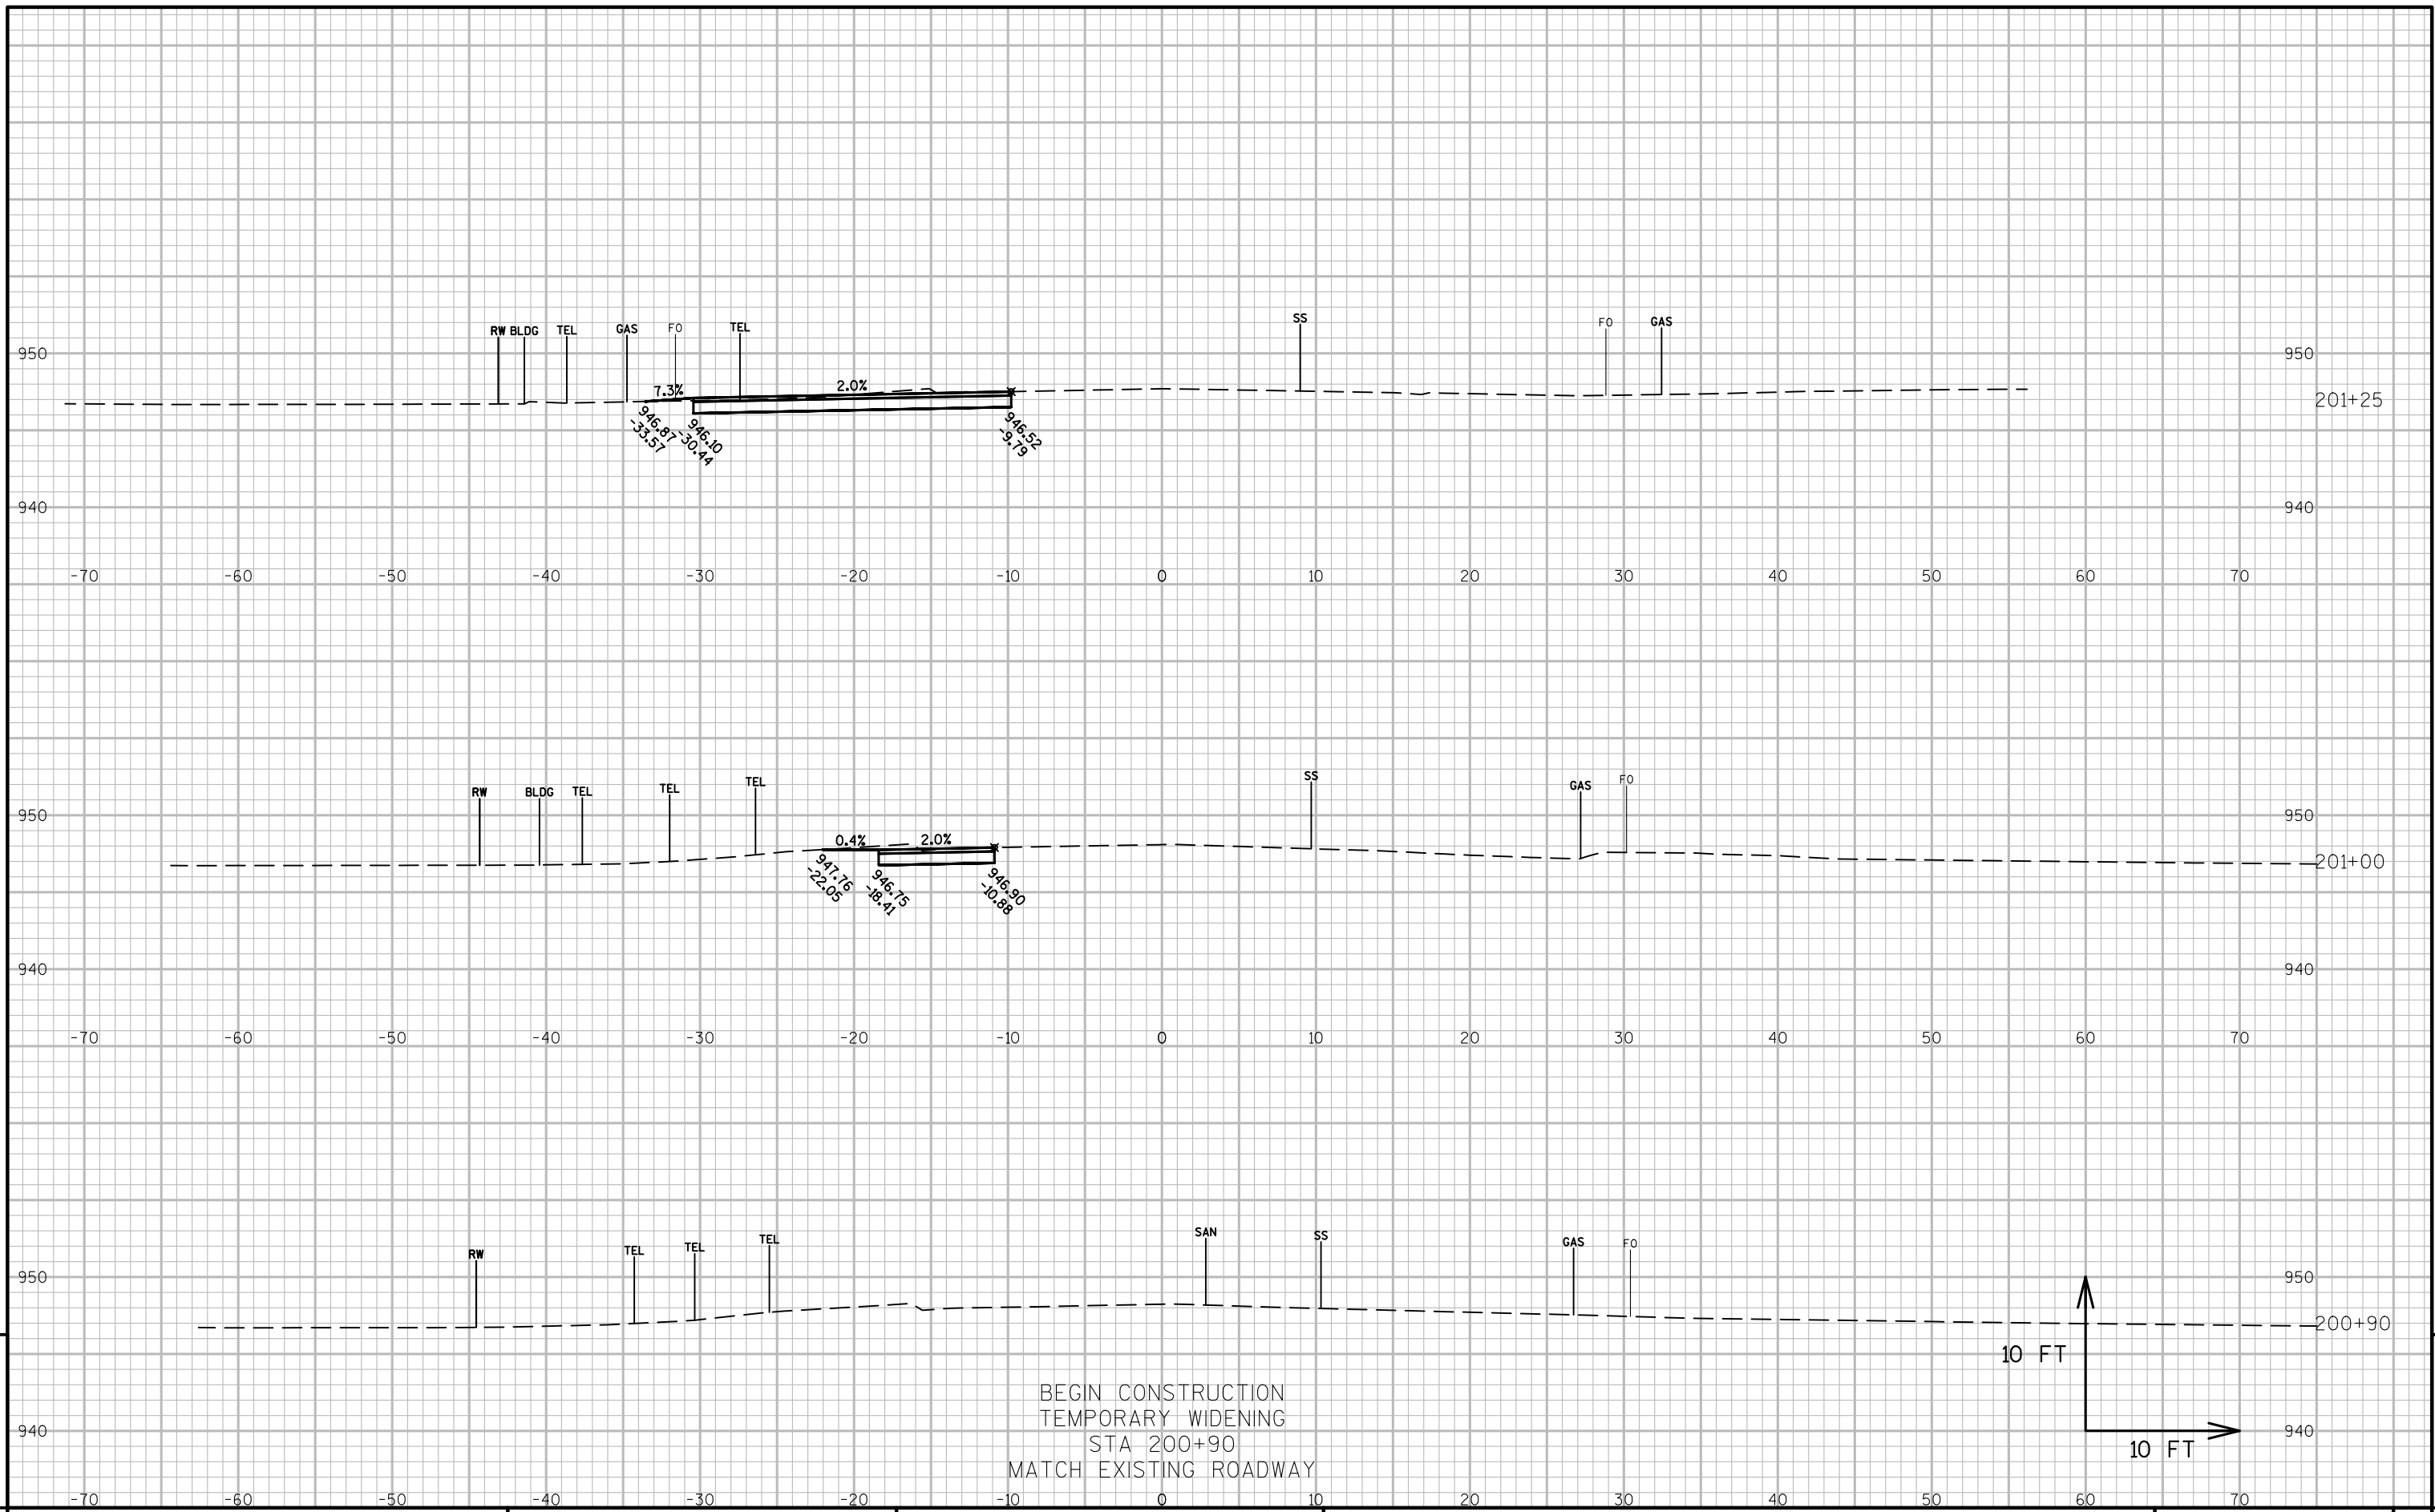 RW BLDG TEL GAS FO TEL SS FO GAS
950 950
7.3% 2.0%
201+25
946.87
-33.57
946.10
-30.44
946.52
-9.79
940 940
-70 -60 -50 -40 -30 -20 -10 0 10 20 30 40 50 60 70
RW BLDG TEL TEL TEL SS GAS FO
950 950
0.4% 2.0%
201+00
947.76
-22.05
946.75
-18.41
946.90
-10.88
940 940
-70 -60 -50 -40 -30 -20 -10 0 10 20 30 40 50 60 70
RW TEL TEL TEL SAN SS GAS FO
950 950
200+90
10 FT
BEGIN CONSTRUCTION
TEMPORARY WIDENING
STA 200+90
MATCH EXISTING ROADWAY
940 940
10 FT
-70 -60 -50 -40 -30 -20 -10 0 10 20 30 40 50 60 70